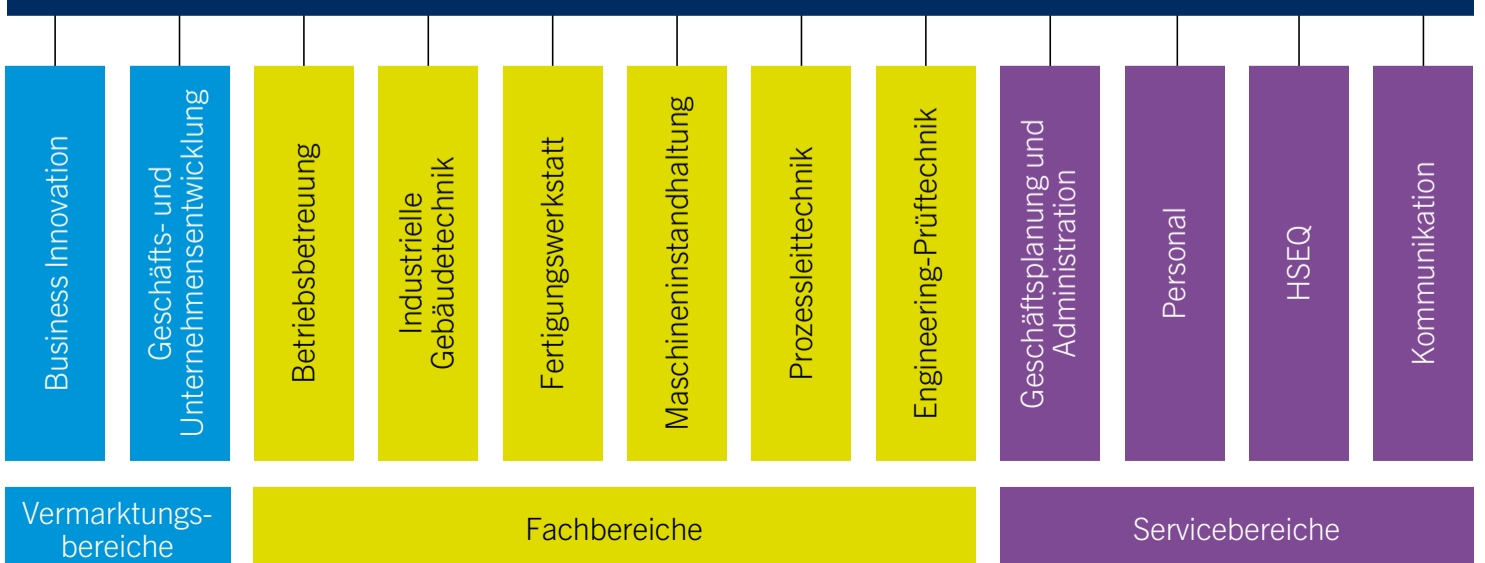 Business Innovation
Geschäfts- und
Unternehmensentwicklung
Betriebsbetreuung
Industrielle
Gebäudetechnik
Fertigungswerkstatt
Maschineninstandhaltung
Prozessleittechnik
Engineering-Prüftechnik
Geschäftsplanung und
Administration
Personal
HSEQ
Kommunikation
Vermarktungs-
bereiche
Fachbereiche
Servicebereiche